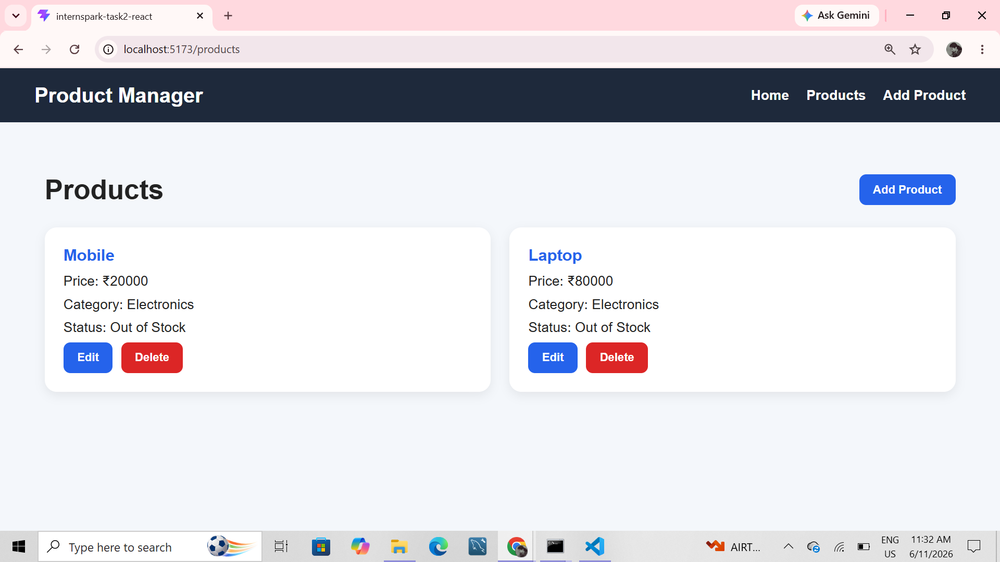 internspark-task2-react
Ask Gemini
localhost:5173/products
Product Manager
Home Products Add Product
Products
Add Product
Mobile
Price: ₹20000
Category: Electronics
Status: Out of Stock
Edit Delete
Laptop
Price: ₹80000
Category: Electronics
Status: Out of Stock
Edit Delete
Type here to search
AIRT...
ENG
US
11:32 AM
6/11/2026